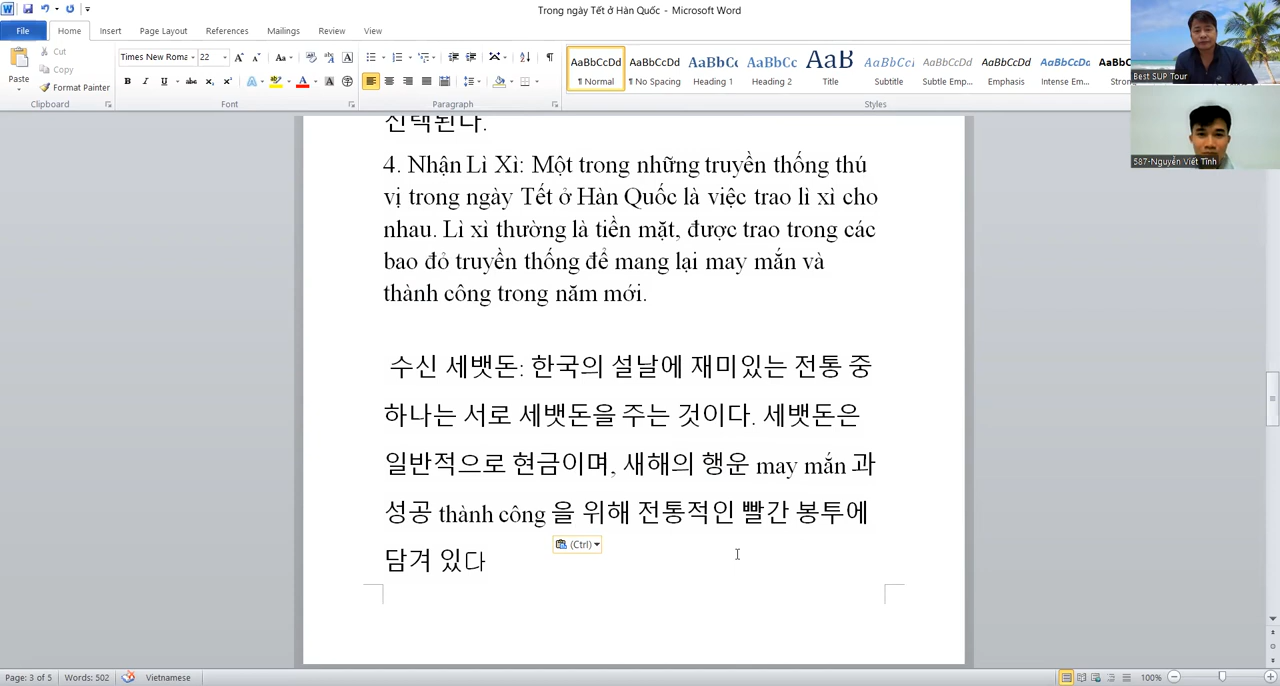 Trong ngày Tết ở Hàn Quốc - Microsoft Word
File Home Insert Page Layout References Mailings Review View
Cut
Copy
Format Painter
Paste
Clipboard
Times New Roma 22
Font
Paragraph
AaBbCcDd AaBbCcDd AaBbCc AaBbCc AaB AaBbCcI AaBbCcDd AaBbCcDd AaBbCcDd
¶ Normal ¶ No Spacing Heading 1 Heading 2 Title Subtitle Subtle Emp... Emphasis Intense Em...
Styles
Best SUP Tour
587-Nguyễn Viết Tĩnh
선택된다.
4. Nhận Lì Xì: Một trong những truyền thống thú
vị trong ngày Tết ở Hàn Quốc là việc trao lì xì cho
nhau. Lì xì thường là tiền mặt, được trao trong các
bao đỏ truyền thống để mang lại may mắn và
thành công trong năm mới.
수신 세뱃돈: 한국의 설날에 재미있는 전통 중
하나는 서로 세뱃돈을 주는 것이다. 세뱃돈은
일반적으로 현금이며, 새해의 행운 may mắn 과
성공 thành công 을 위해 전통적인 빨간 봉투에
(Ctrl)
담겨 있다
Page: 3 of 5 Words: 502 Vietnamese 100%